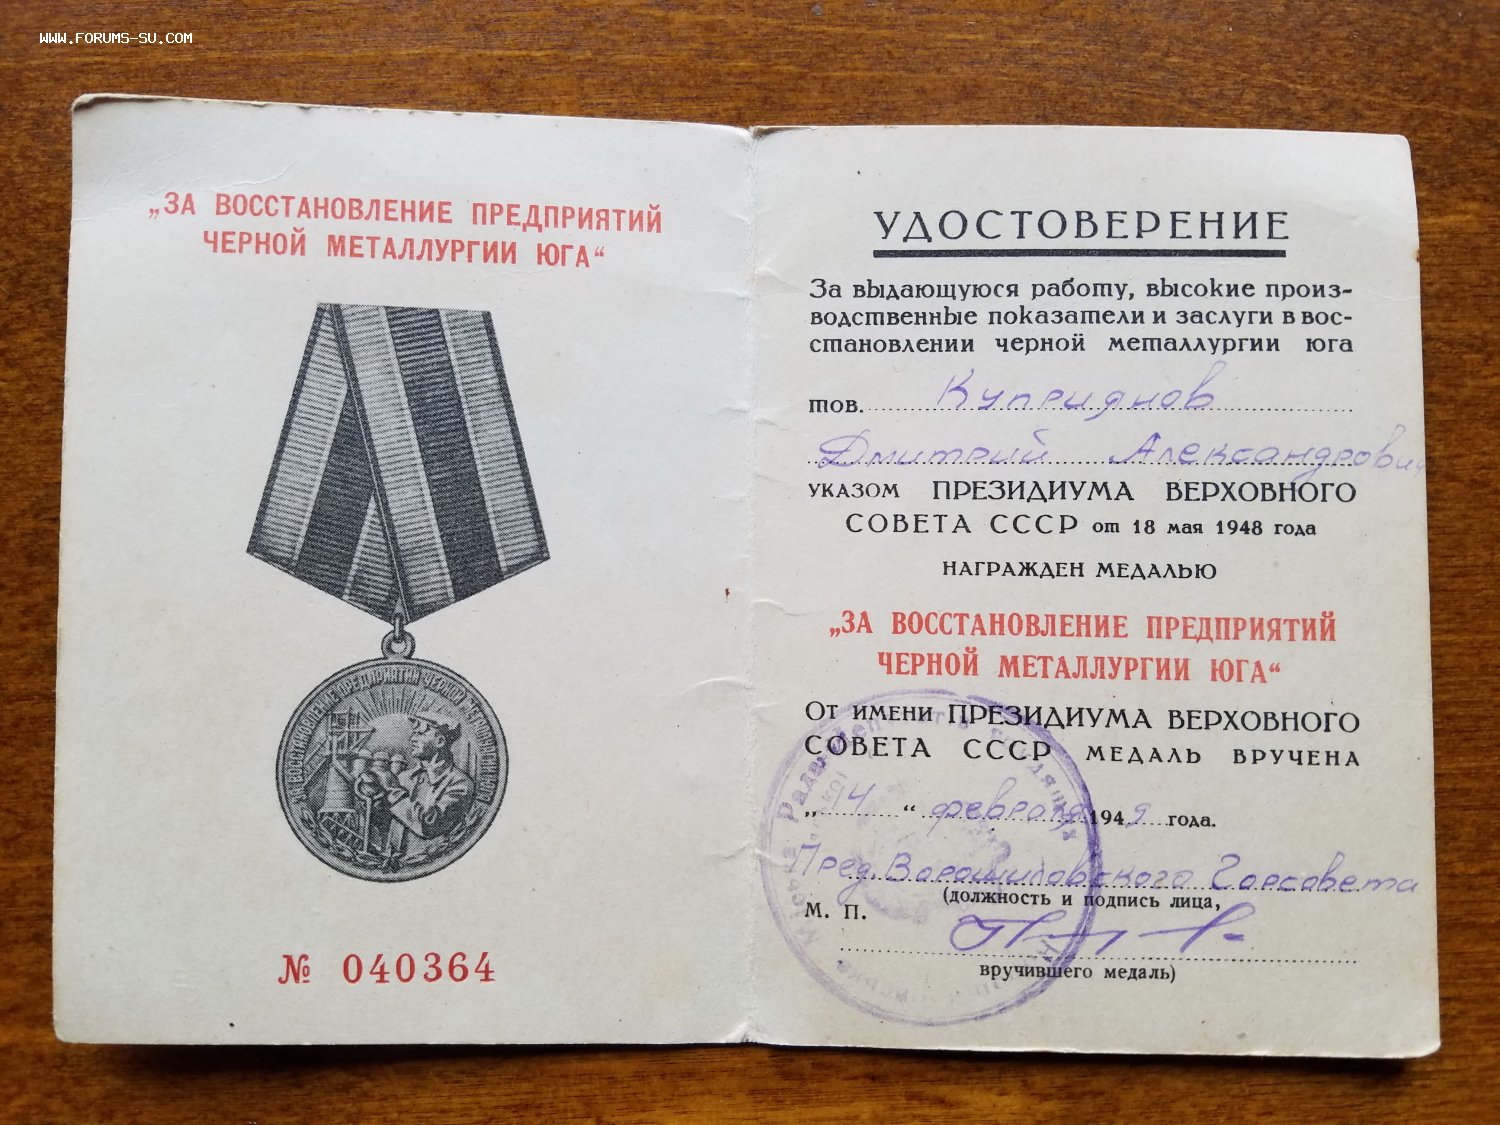 WWW.FORUMS-SU.COM
„ЗА ВОССТАНОВЛЕНИЕ ПРЕДПРИЯТИЙ
ЧЕРНОЙ МЕТАЛЛУРГИИ ЮГА“
№ 040364
УДОСТОВЕРЕНИЕ
За выдающуюся работу, высокие произ-
водственные показатели и заслуги в вос-
становлении черной металлургии юга
тов. Куприянов
Дмитрий Александрович
указом ПРЕЗИДИУМА ВЕРХОВНОГО
СОВЕТА СССР от 18 мая 1948 года
НАГРАЖДЕН МЕДАЛЬЮ
„ЗА ВОССТАНОВЛЕНИЕ ПРЕДПРИЯТИЙ
ЧЕРНОЙ МЕТАЛЛУРГИИ ЮГА“
От имени ПРЕЗИДИУМА ВЕРХОВНОГО
СОВЕТА СССР МЕДАЛЬ ВРУЧЕНА
„14“ февраля 1949 года.
Пред. Ворошиловского Горсовета
(должность и подпись лица,
М. П.
вручившего медаль)